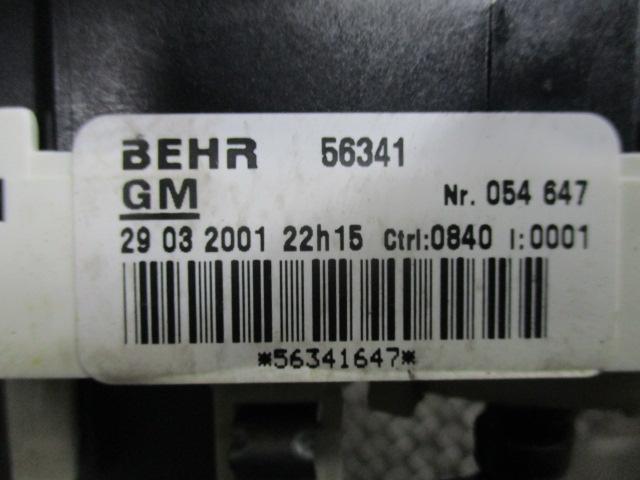 BEHR 56341
GM Nr. 054 647
29 03 2001 22h15 Ctrl:0840 I:0001
*56341647*